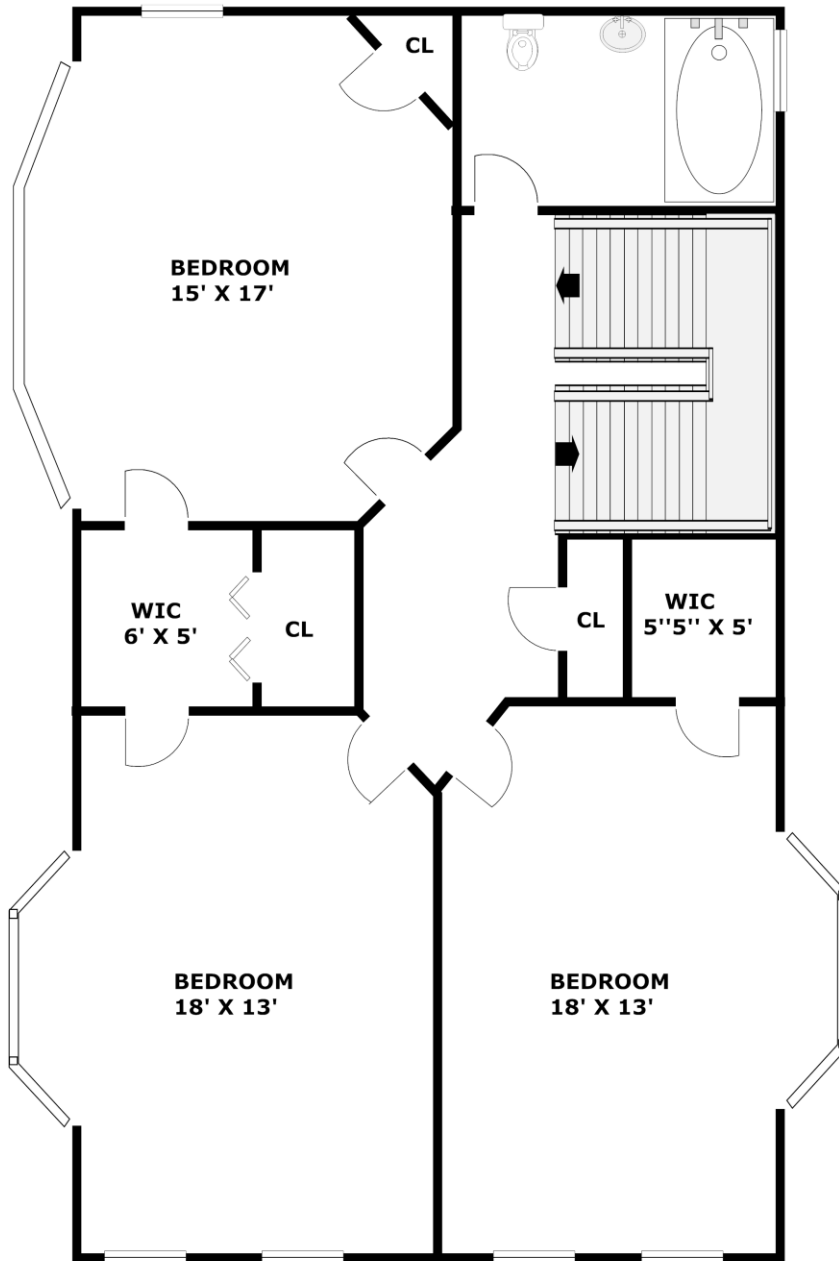 CL
BEDROOM
15' X 17'
WIC
6' X 5'
CL
CL
WIC
5''5'' X 5'
BEDROOM
18' X 13'
BEDROOM
18' X 13'